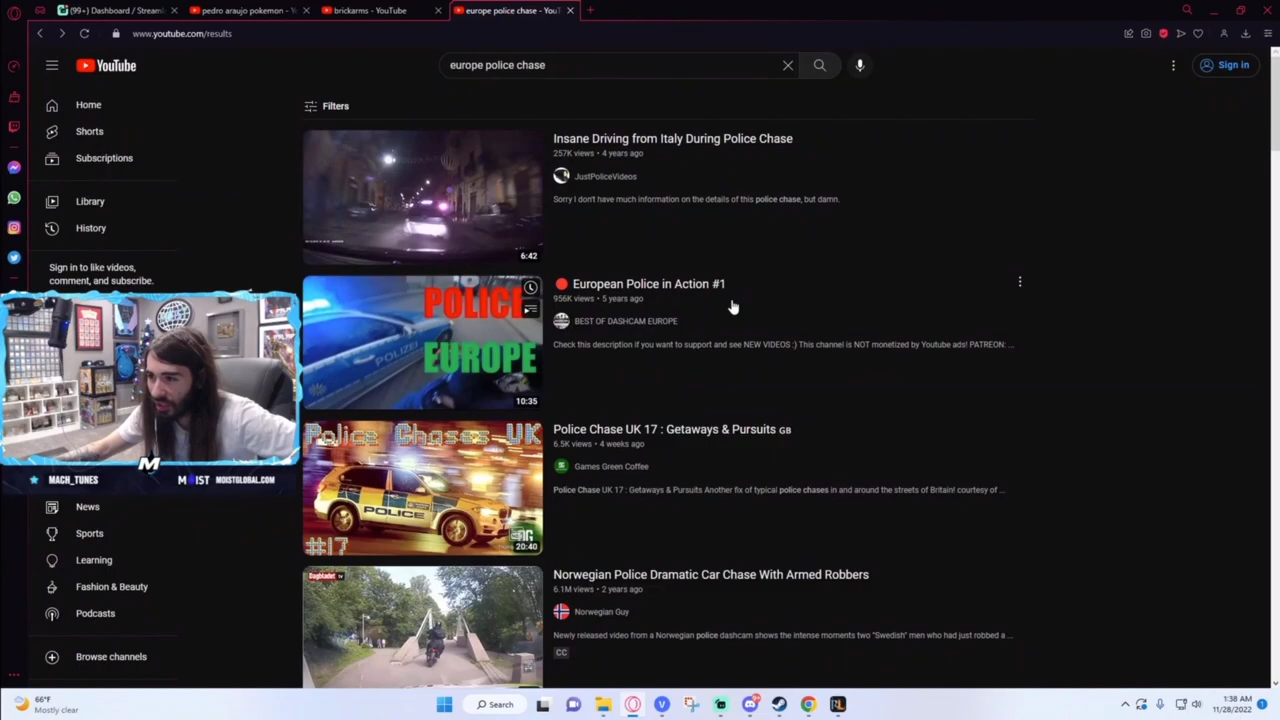 (99+) Dashboard / Streaml
pedro araujo pokemon - Y
brickarms - YouTube
europe police chase - YouT
www.youtube.com/results
YouTube
europe police chase
Sign in
Home
Shorts
Subscriptions
Library
History
Sign in to like videos,
comment, and subscribe.
News
Sports
Learning
Fashion & Beauty
Podcasts
Browse channels
Filters
Insane Driving from Italy During Police Chase
257K views • 4 years ago
JustPoliceVideos
Sorry I don't have much information on the details of this police chase, but damn.
6:42
POLICE
EUROPE
POLIZEI
10:35
European Police in Action #1
956K views • 5 years ago
BEST OF DASHCAM EUROPE
Check this description if you want to support and see NEW VIDEOS :) This channel is NOT monetized by Youtube ads! PATREON: ...
Police Chases UK
POLICE
#17
20:40
Police Chase UK 17 : Getaways & Pursuits GB
6.5K views • 4 weeks ago
Games Green Coffee
Police Chase UK 17 : Getaways & Pursuits Another fix of typical police chases in and around the streets of Britain! courtesy of ...
Dagbladet tv
Norwegian Police Dramatic Car Chase With Armed Robbers
6.1M views • 2 years ago
Norwegian Guy
Newly released video from a Norwegian police dashcam shows the intense moments two "Swedish" men who had just robbed a ...
CC
M
MACH_TUNES
MOIST MOISTGLOBAL.COM
66°F
Mostly clear
Search
1:38 AM
11/28/2022